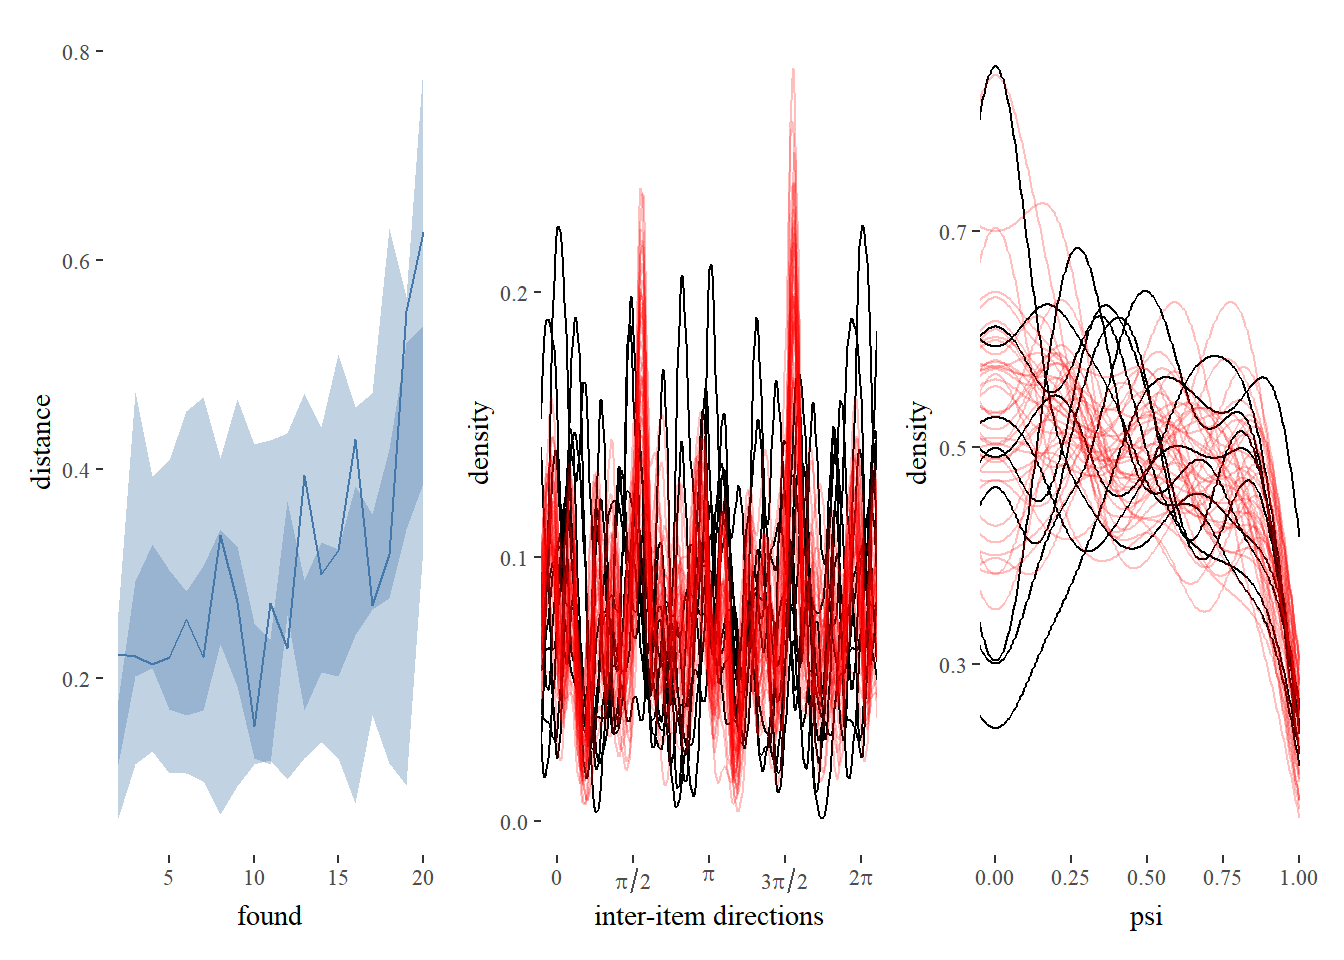 0.8
0.6
0.4
0.2
distance
5 10 15 20
found
0.2
0.1
0.0
density
0 π/2 π 3π/2 2π
inter-item directions
0.7
0.5
0.3
density
0.00 0.25 0.50 0.75 1.00
psi